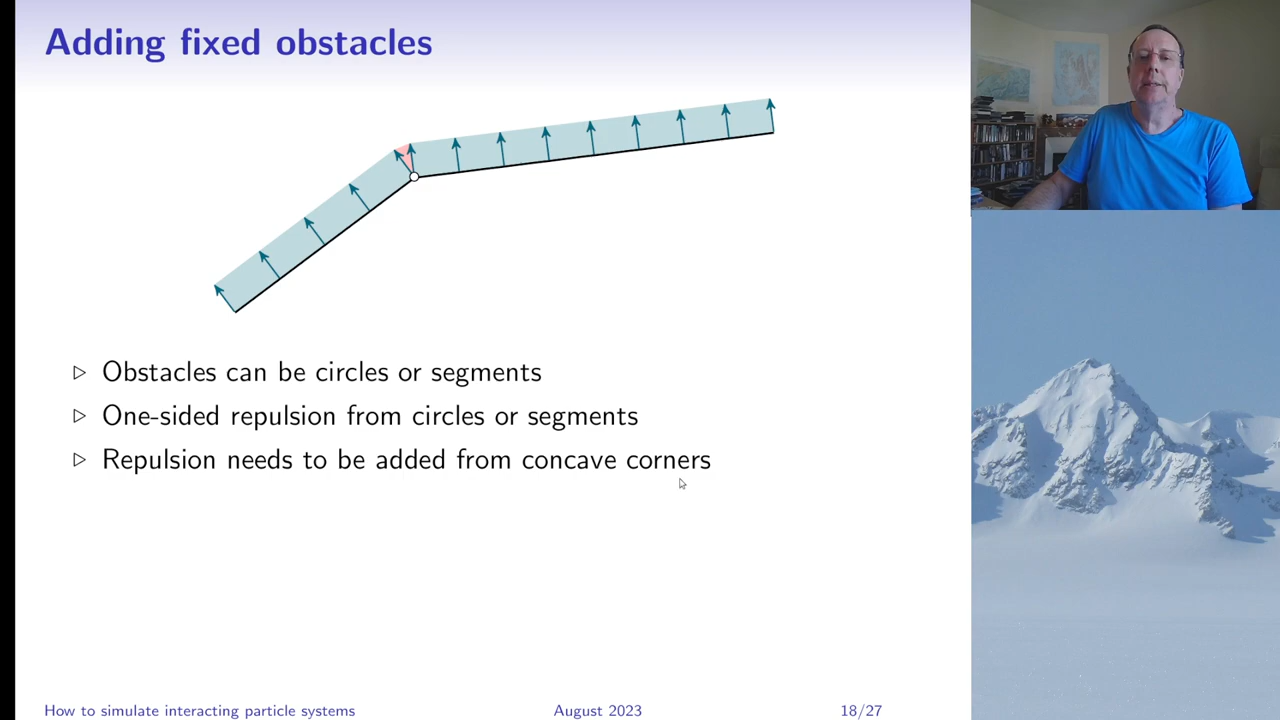 Adding fixed obstacles
▷ Obstacles can be circles or segments
▷ One-sided repulsion from circles or segments
▷ Repulsion needs to be added from concave corners
How to simulate interacting particle systems
August 2023
18/27